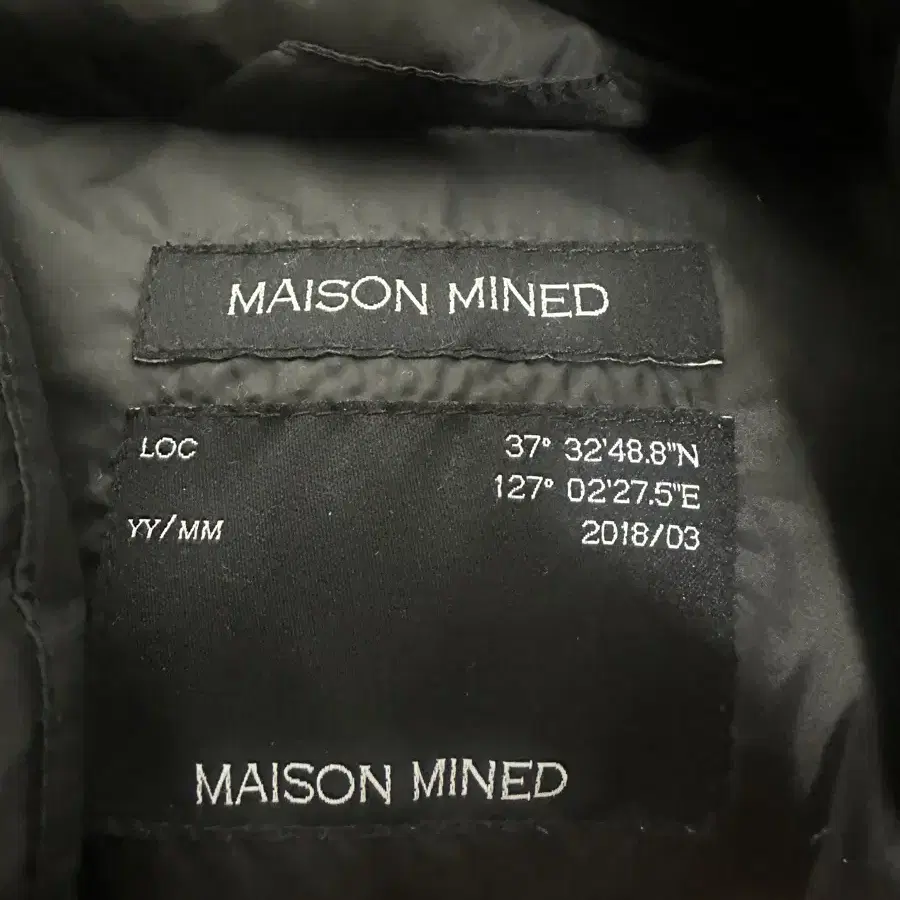 MAISON MINED
LOC 37° 32'48.8"N
127° 02'27.5"E
YY/MM 2018/03
MAISON MINED